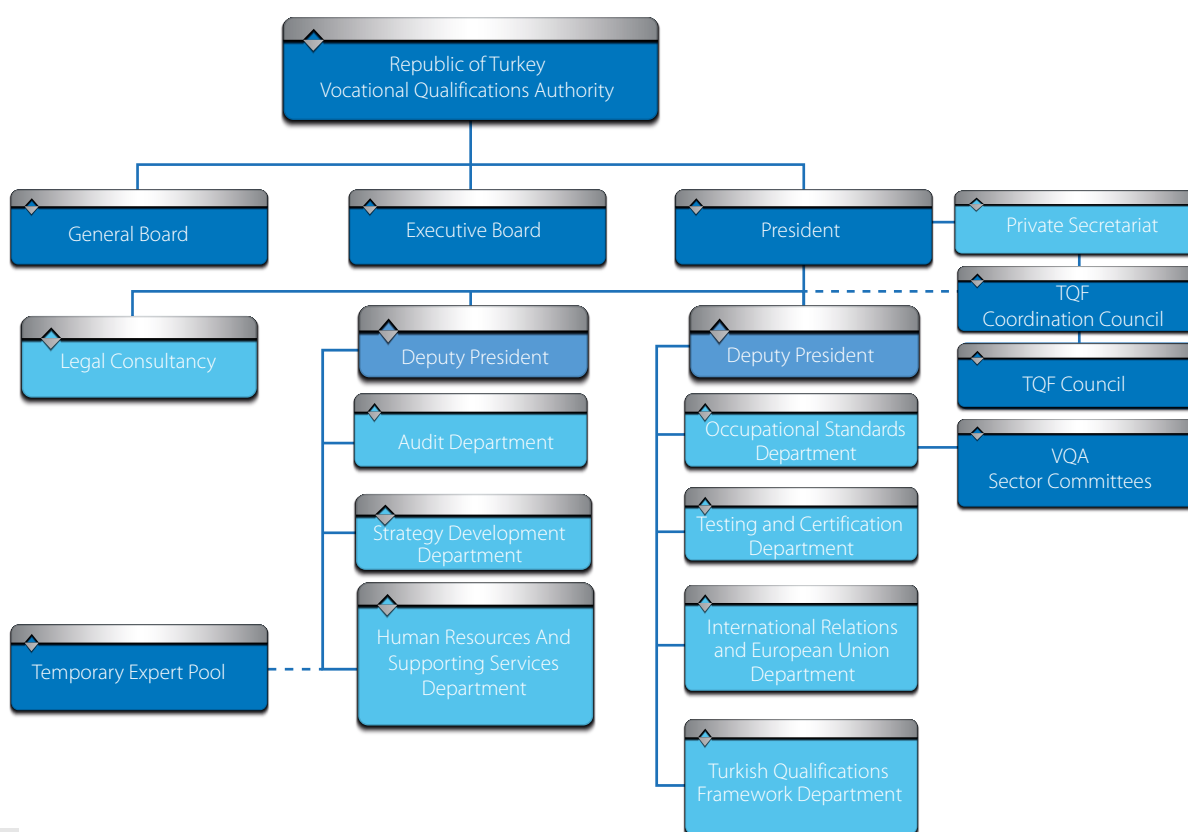 Republic of Turkey
Vocational Qualifications Authority
General Board
Executive Board
President
Private Secretariat
TQF
Coordination Council
Legal Consultancy
Deputy President
Deputy President
TQF Council
Audit Department
Occupational Standards
Department
VQA
Sector Committees
Strategy Development
Department
Testing and Certification
Department
Temporary Expert Pool
Human Resources And
Supporting Services
Department
International Relations
and European Union
Department
Turkish Qualifications
Framework Department